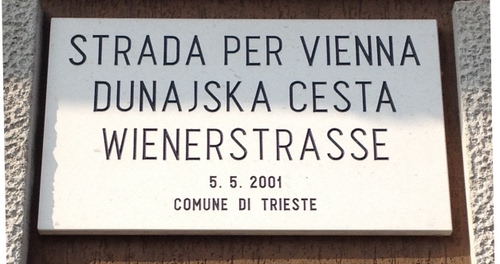 STRADA PER VIENNA
DUNAJSKA CESTA
WIENERSTRASSE
5. 5. 2001
COMUNE DI TRIESTE